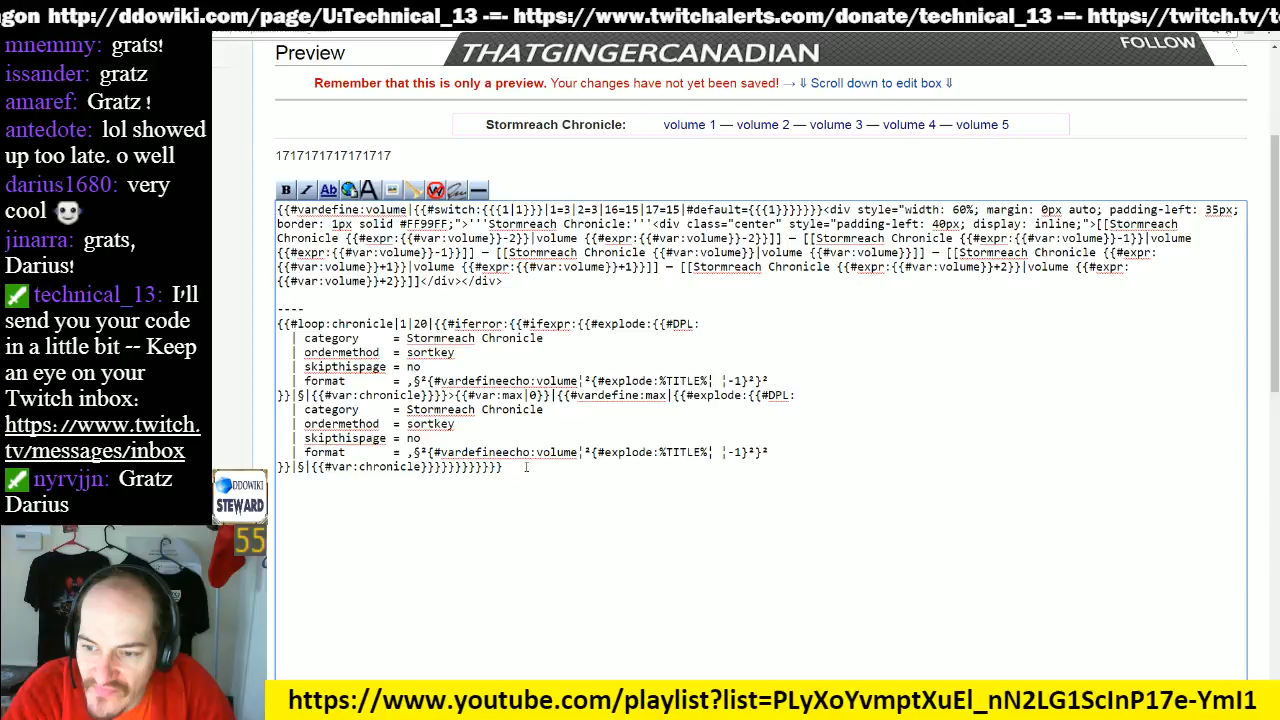 agon http://ddowiki.com/page/U:Technical_13 -=- https://www.twitchalerts.com/donate/technical_13 -=- https://twitch.tv/t
mnemmy: grats!
issander: gratz
amaref: Gratz !
antedote: lol showed
up too late. o well
darius1680: very
cool
jinarra: grats,
Darius!
technical_13: I'll
send you your code
in a little bit -- Keep
an eye on your
Twitch inbox:
https://www.twitch.
tv/messages/inbox
nyrvjjn: Gratz
Darius
DDOWIKI
STEWARD
55
Preview
THATGINGERCANADIAN
FOLLOW
Remember that this is only a preview. Your changes have not yet been saved! → ⇓ Scroll down to edit box ⇓
Stormreach Chronicle: volume 1 — volume 2 — volume 3 — volume 4 — volume 5
1717171717171717
B I Ab A W
{{#vardefine:volume|{{#switch:{{{1|1}}}|1=3|2=3|16=15|17=15|#default={{{1}}}}}}}<div style="width: 60%; margin: 0px auto; padding-left: 35px;
border: 1px solid #FF99FF;">'''Stormreach Chronicle:'''<div class="center" style="padding-left: 40px; display: inline;">[[Stormreach
Chronicle {{#expr:{{#var:volume}}-2}}|volume {{#expr:{{#var:volume}}-2}}]] — [[Stormreach Chronicle {{#expr:{{#var:volume}}-1}}|volume
{{#expr:{{#var:volume}}-1}}]] — [[Stormreach Chronicle {{#var:volume}}|volume {{#var:volume}}]] — [[Stormreach Chronicle {{#expr:
{{#var:volume}}+1}}|volume {{#expr:{{#var:volume}}+1}}]] — [[Stormreach Chronicle {{#expr:{{#var:volume}}+2}}|volume {{#expr:
{{#var:volume}}+2}}]]</div></div>
----
{{#loop:chronicle|1|20|{{#iferror:{{#ifexpr:{{#explode:{{#DPL:
| category = Stormreach Chronicle
| ordermethod = sortkey
| skipthispage = no
| format = ,§²{#vardefineecho:volume¦²{#explode:%TITLE%¦ ¦-1}²}²
}}|§|{{#var:chronicle}}}}>{{#var:max|0}}|{{#vardefine:max|{{#explode:{{#DPL:
| category = Stormreach Chronicle
| ordermethod = sortkey
| skipthispage = no
| format = ,§²{#vardefineecho:volume¦²{#explode:%TITLE%¦ ¦-1}²}²
}}|§|{{#var:chronicle}}}}}}}}}}}}
https://www.youtube.com/playlist?list=PLyXoYvmptXuEl_nN2LG1ScInP17e-YmI1